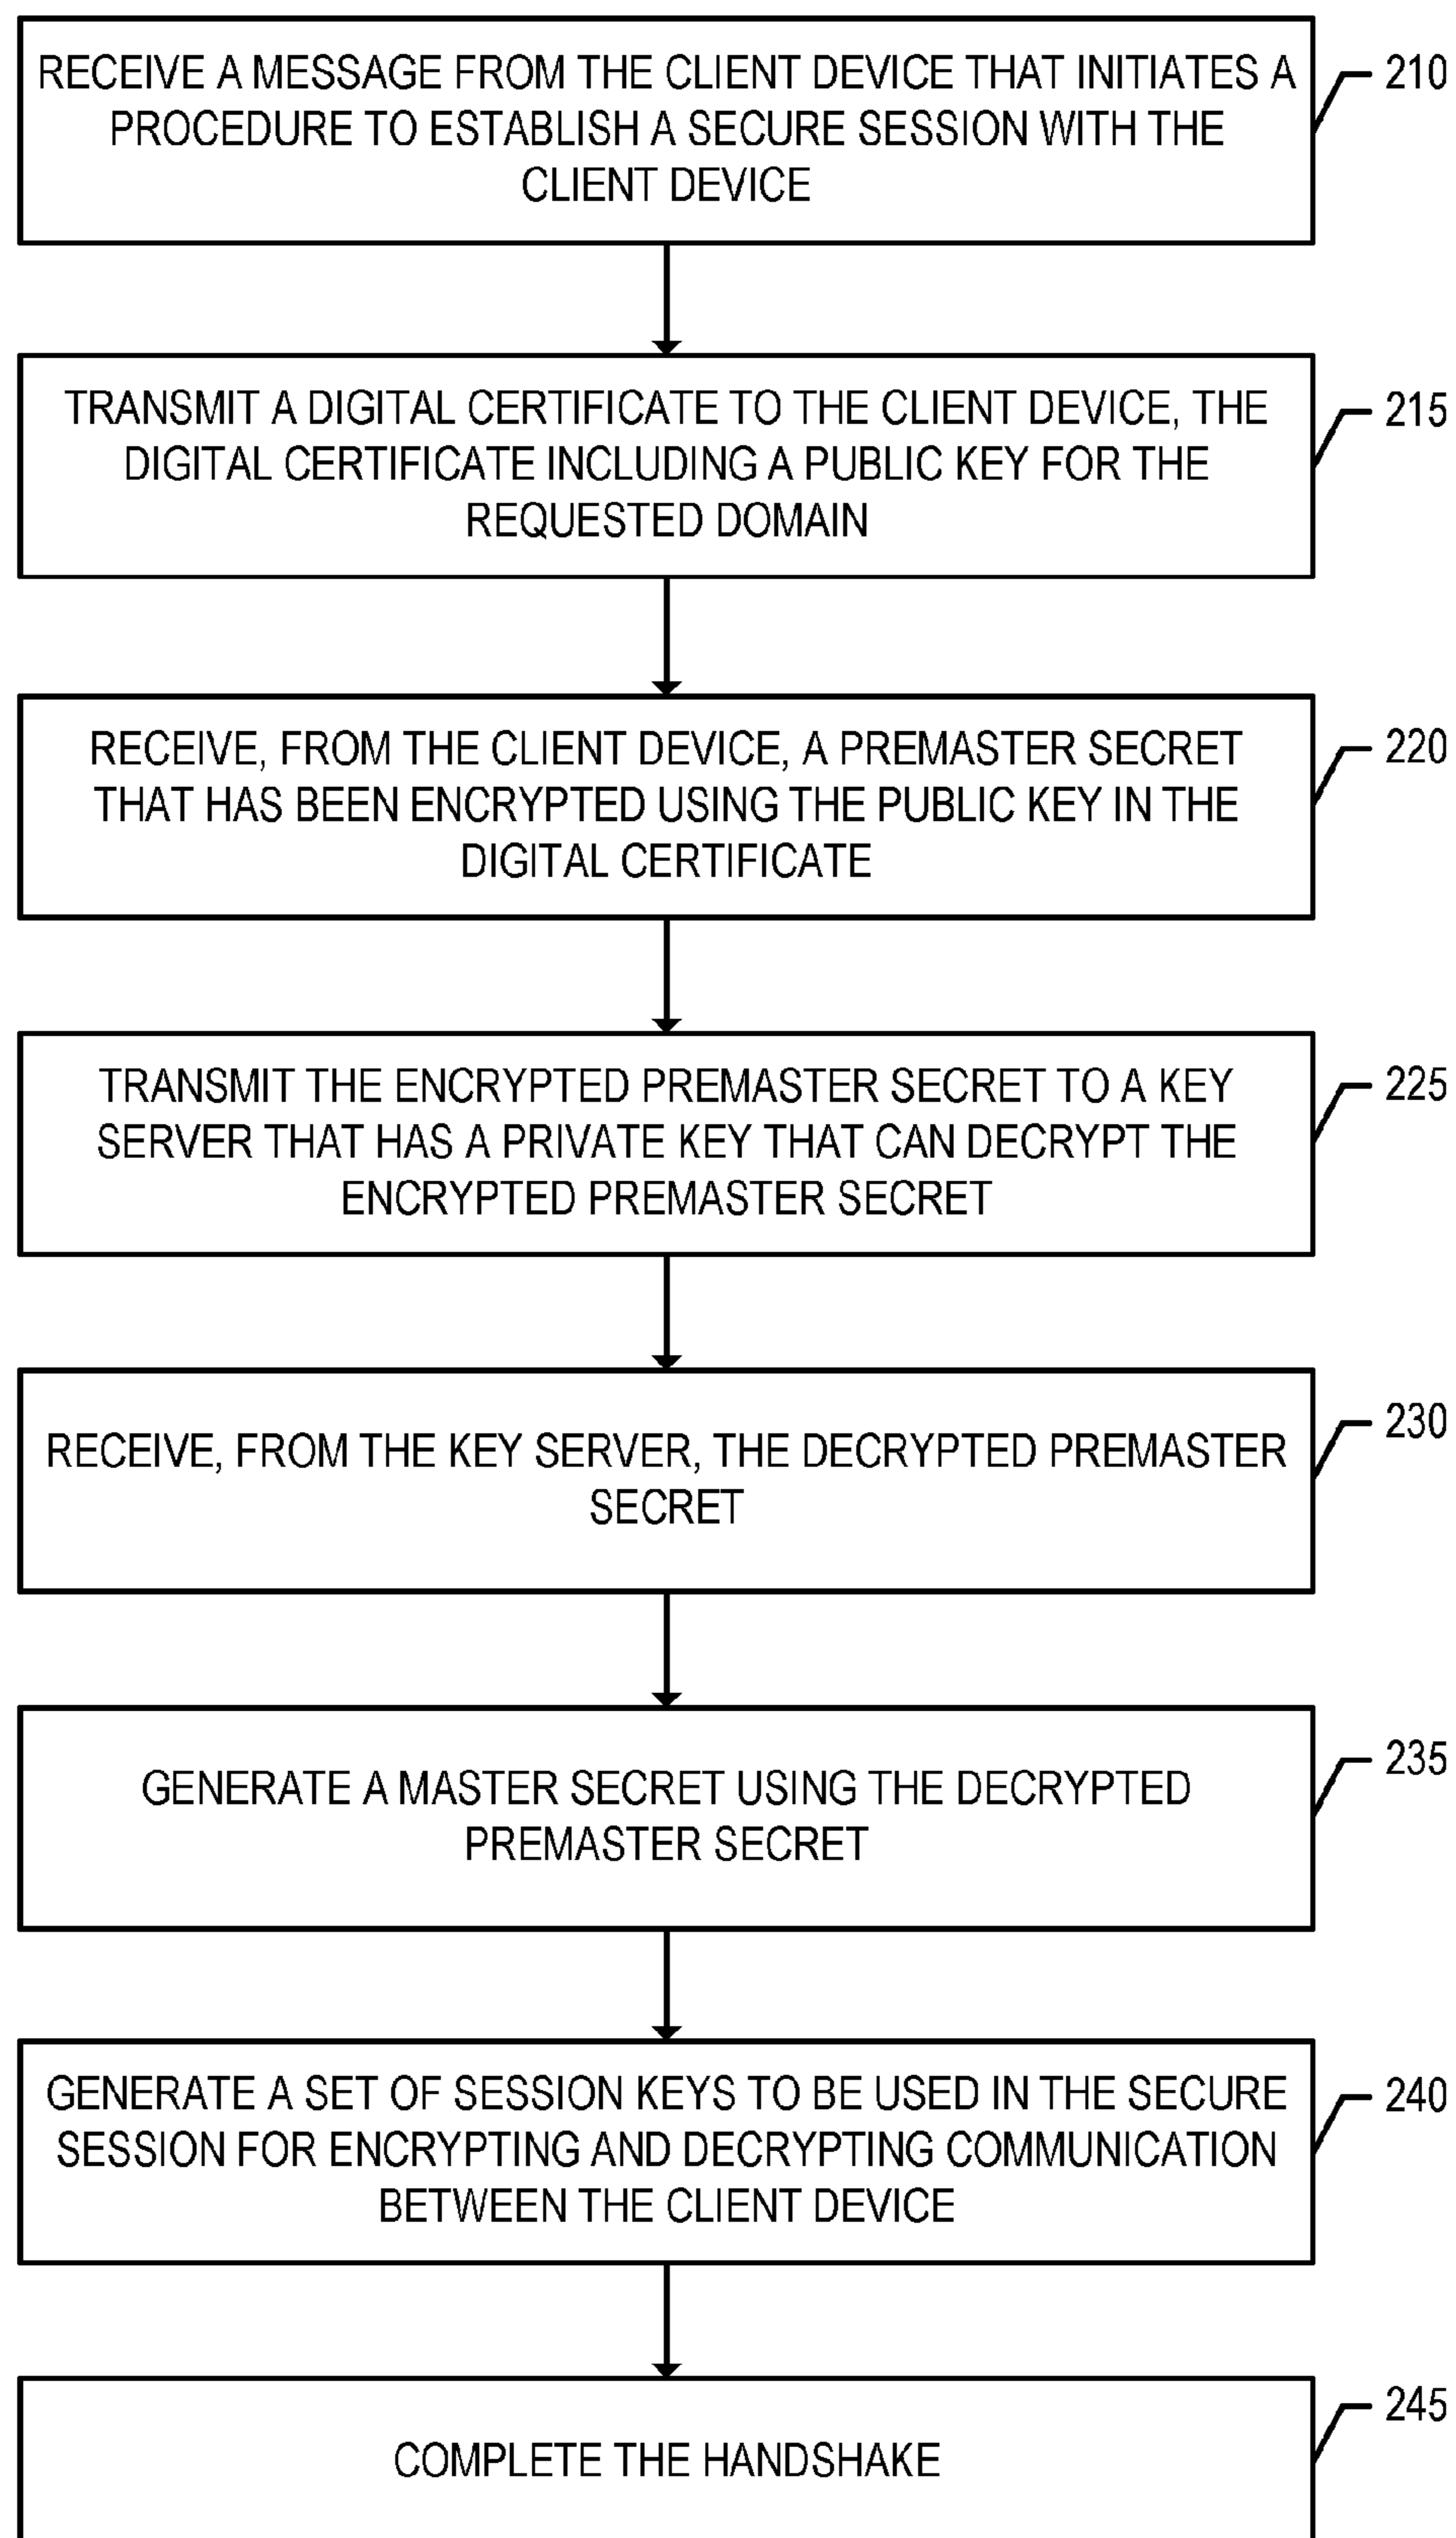 RECEIVE A MESSAGE FROM THE CLIENT DEVICE THAT INITIATES A
PROCEDURE TO ESTABLISH A SECURE SESSION WITH THE
CLIENT DEVICE
210
TRANSMIT A DIGITAL CERTIFICATE TO THE CLIENT DEVICE, THE
DIGITAL CERTIFICATE INCLUDING A PUBLIC KEY FOR THE
REQUESTED DOMAIN
215
RECEIVE, FROM THE CLIENT DEVICE, A PREMASTER SECRET
THAT HAS BEEN ENCRYPTED USING THE PUBLIC KEY IN THE
DIGITAL CERTIFICATE
220
TRANSMIT THE ENCRYPTED PREMASTER SECRET TO A KEY
SERVER THAT HAS A PRIVATE KEY THAT CAN DECRYPT THE
ENCRYPTED PREMASTER SECRET
225
RECEIVE, FROM THE KEY SERVER, THE DECRYPTED PREMASTER
SECRET
230
GENERATE A MASTER SECRET USING THE DECRYPTED
PREMASTER SECRET
235
GENERATE A SET OF SESSION KEYS TO BE USED IN THE SECURE
SESSION FOR ENCRYPTING AND DECRYPTING COMMUNICATION
BETWEEN THE CLIENT DEVICE
240
COMPLETE THE HANDSHAKE
245